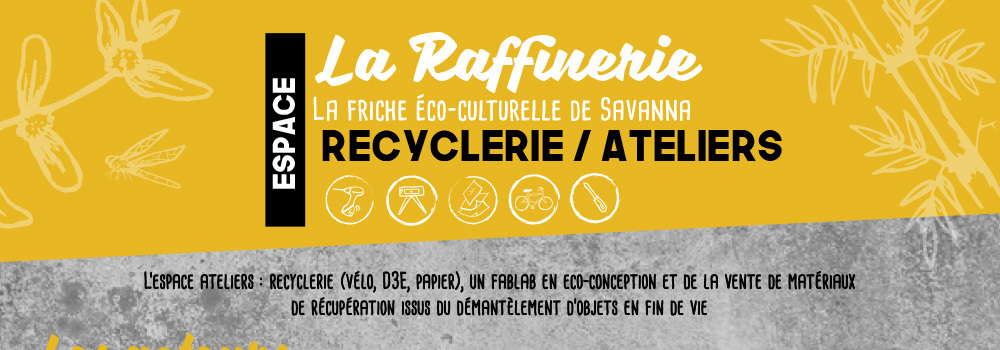 ESPACE
La Raffinerie
La friche éco-culturelle de Savanna
RECYCLERIE / ATELIERS
L'espace ateliers : recyclerie (vélo, D3E, papier), un fablab en eco-conception et de la vente de matériaux
de récupération issus du démantèlement d'objets en fin de vie